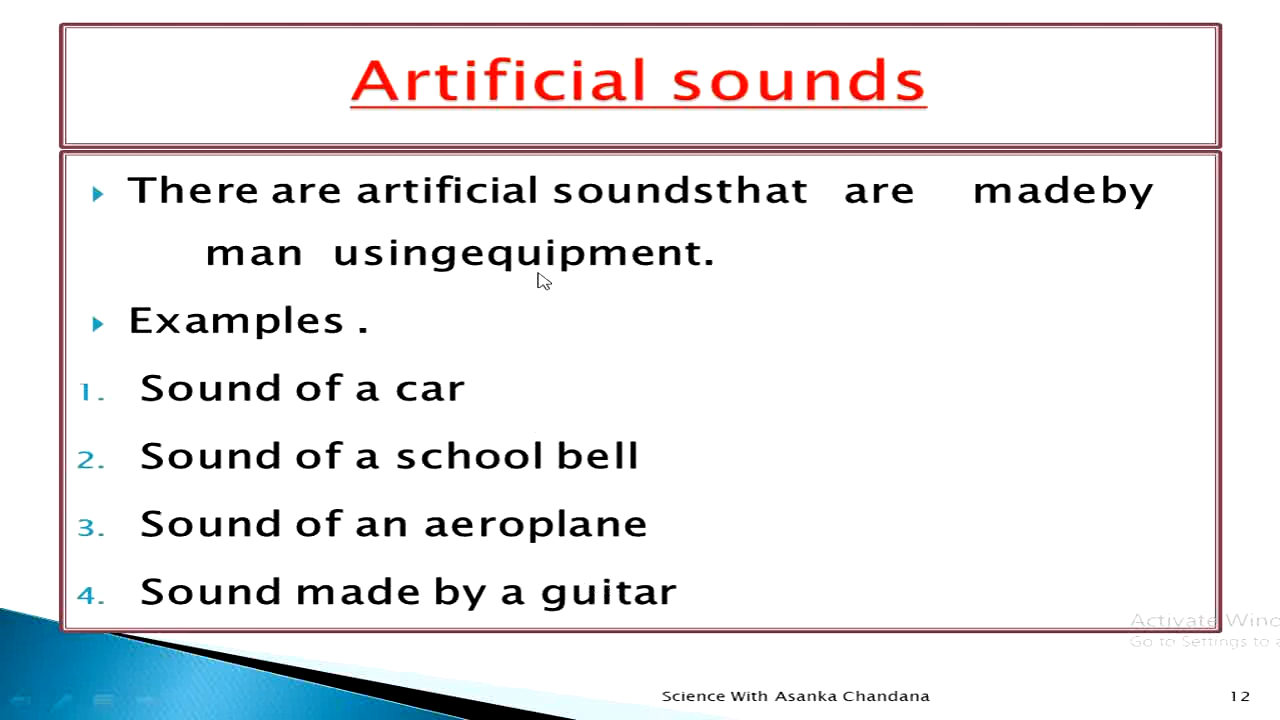 Artificial sounds
There are artificial soundsthat are madeby
man usingequipment.
Examples .
1. Sound of a car
2. Sound of a school bell
3. Sound of an aeroplane
4. Sound made by a guitar
Activate Wind
Go to Settings to a
Science With Asanka Chandana 12